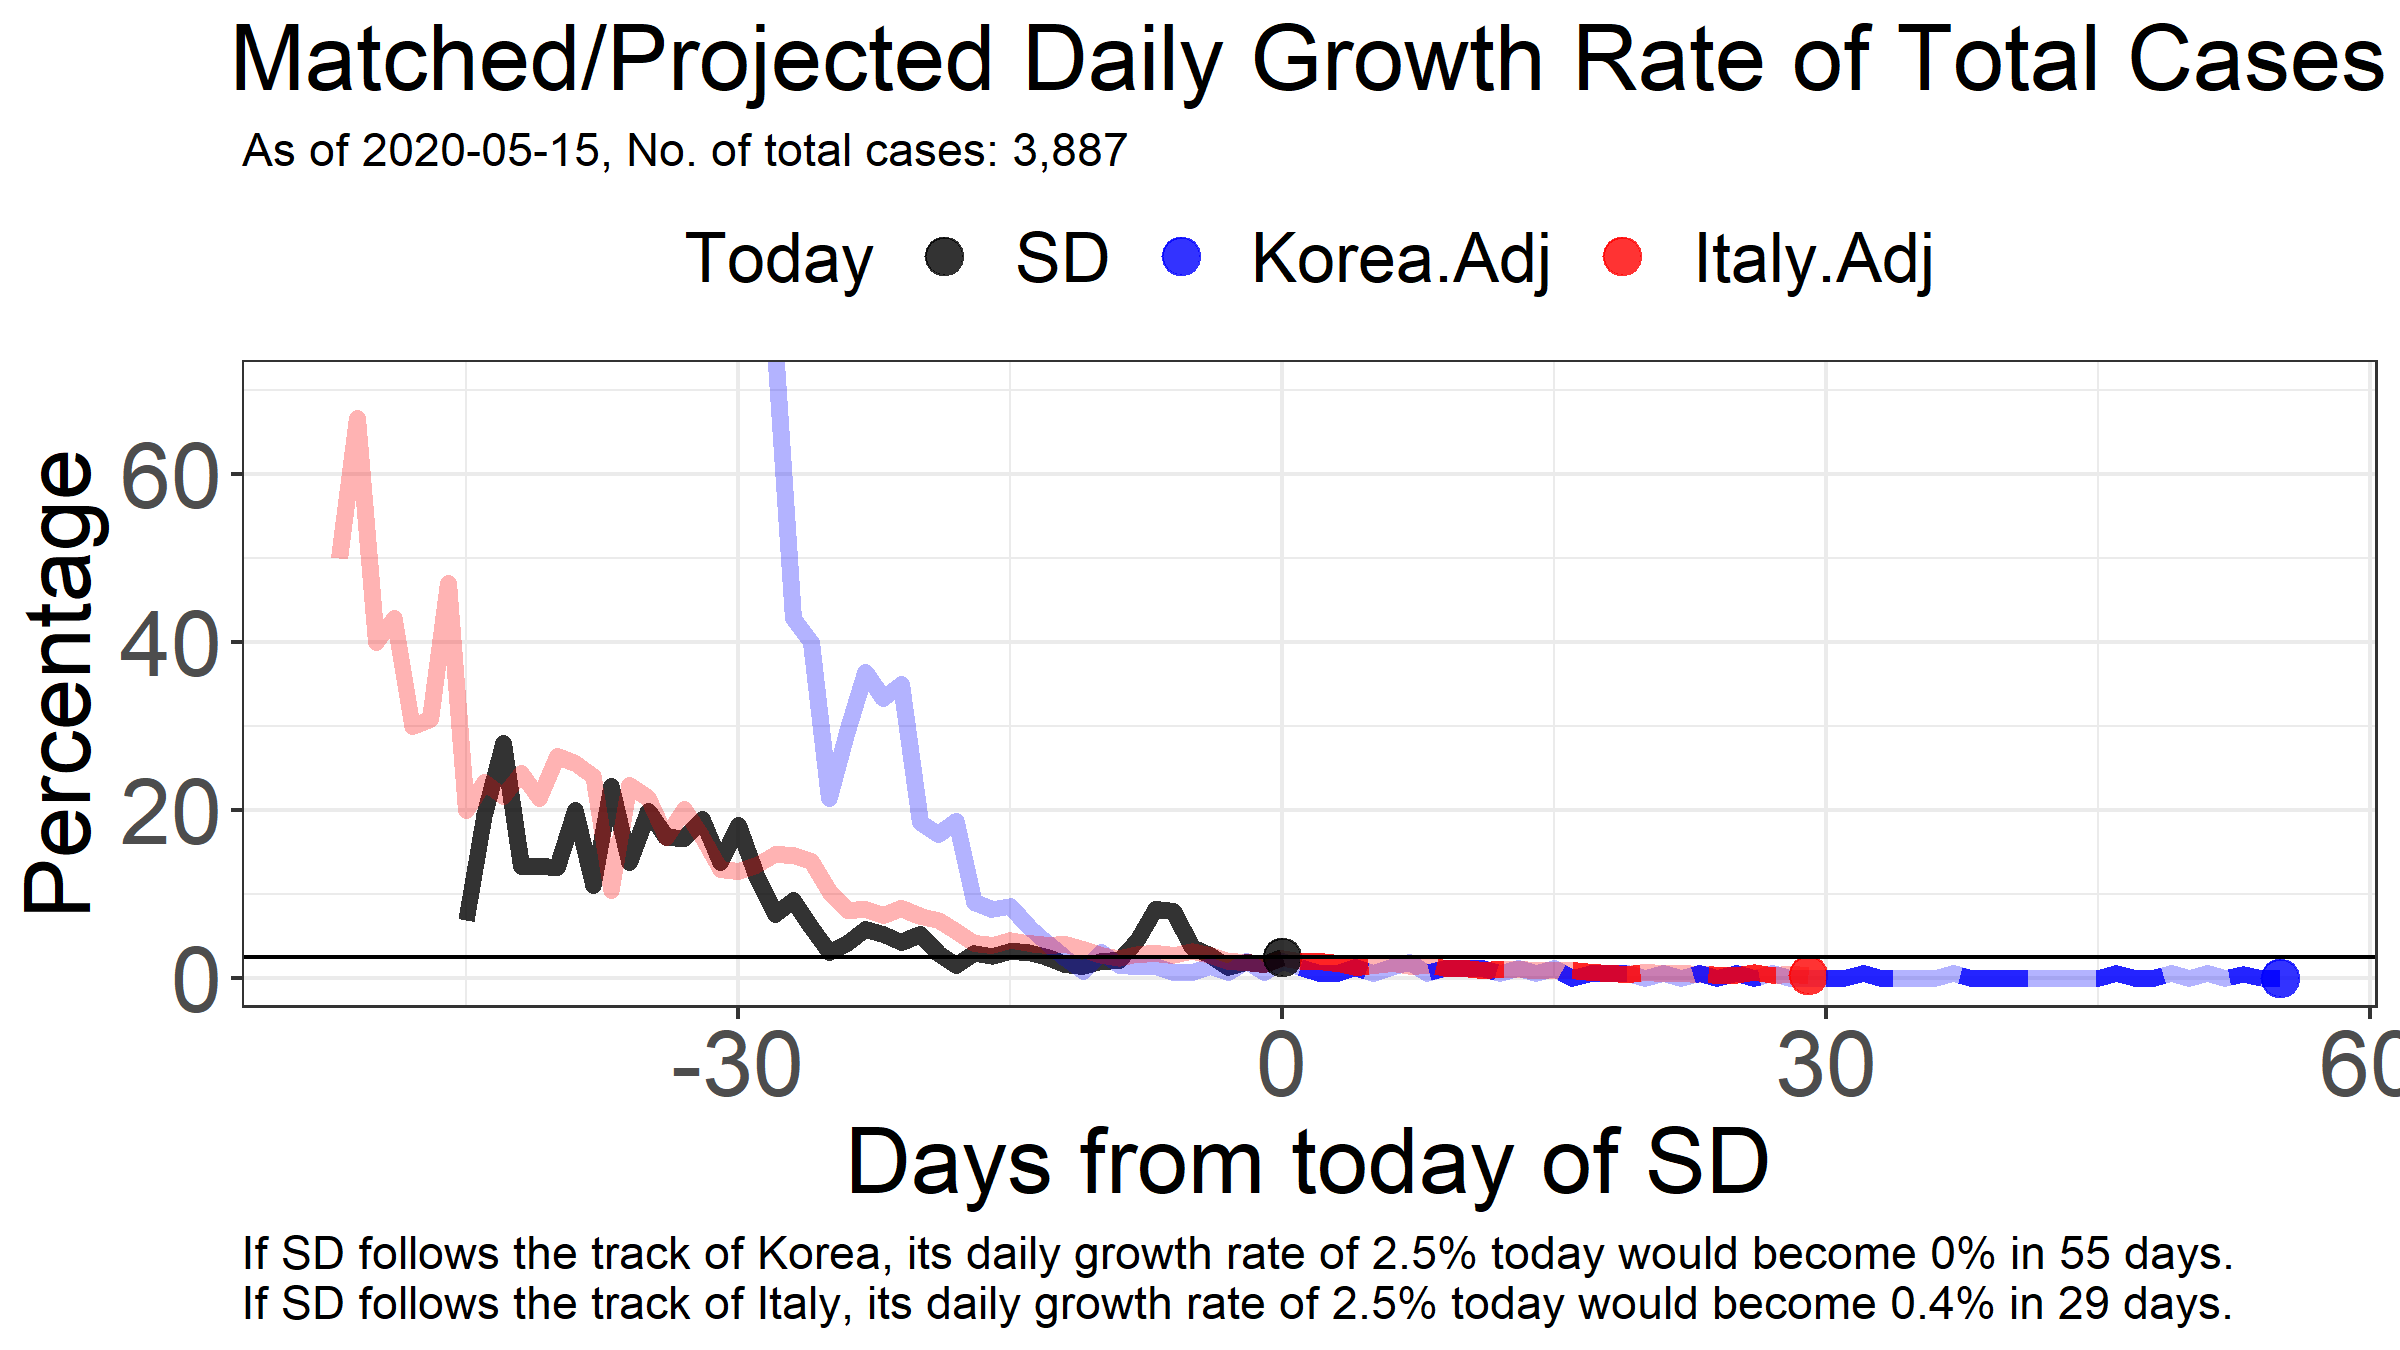 Matched/Projected Daily Growth Rate of Total Cases
As of 2020-05-15, No. of total cases: 3,887
Today SD Korea.Adj Italy.Adj
Percentage
60
40
20
0
-30 0 30 60
Days from today of SD
If SD follows the track of Korea, its daily growth rate of 2.5% today would become 0% in 55 days.
If SD follows the track of Italy, its daily growth rate of 2.5% today would become 0.4% in 29 days.